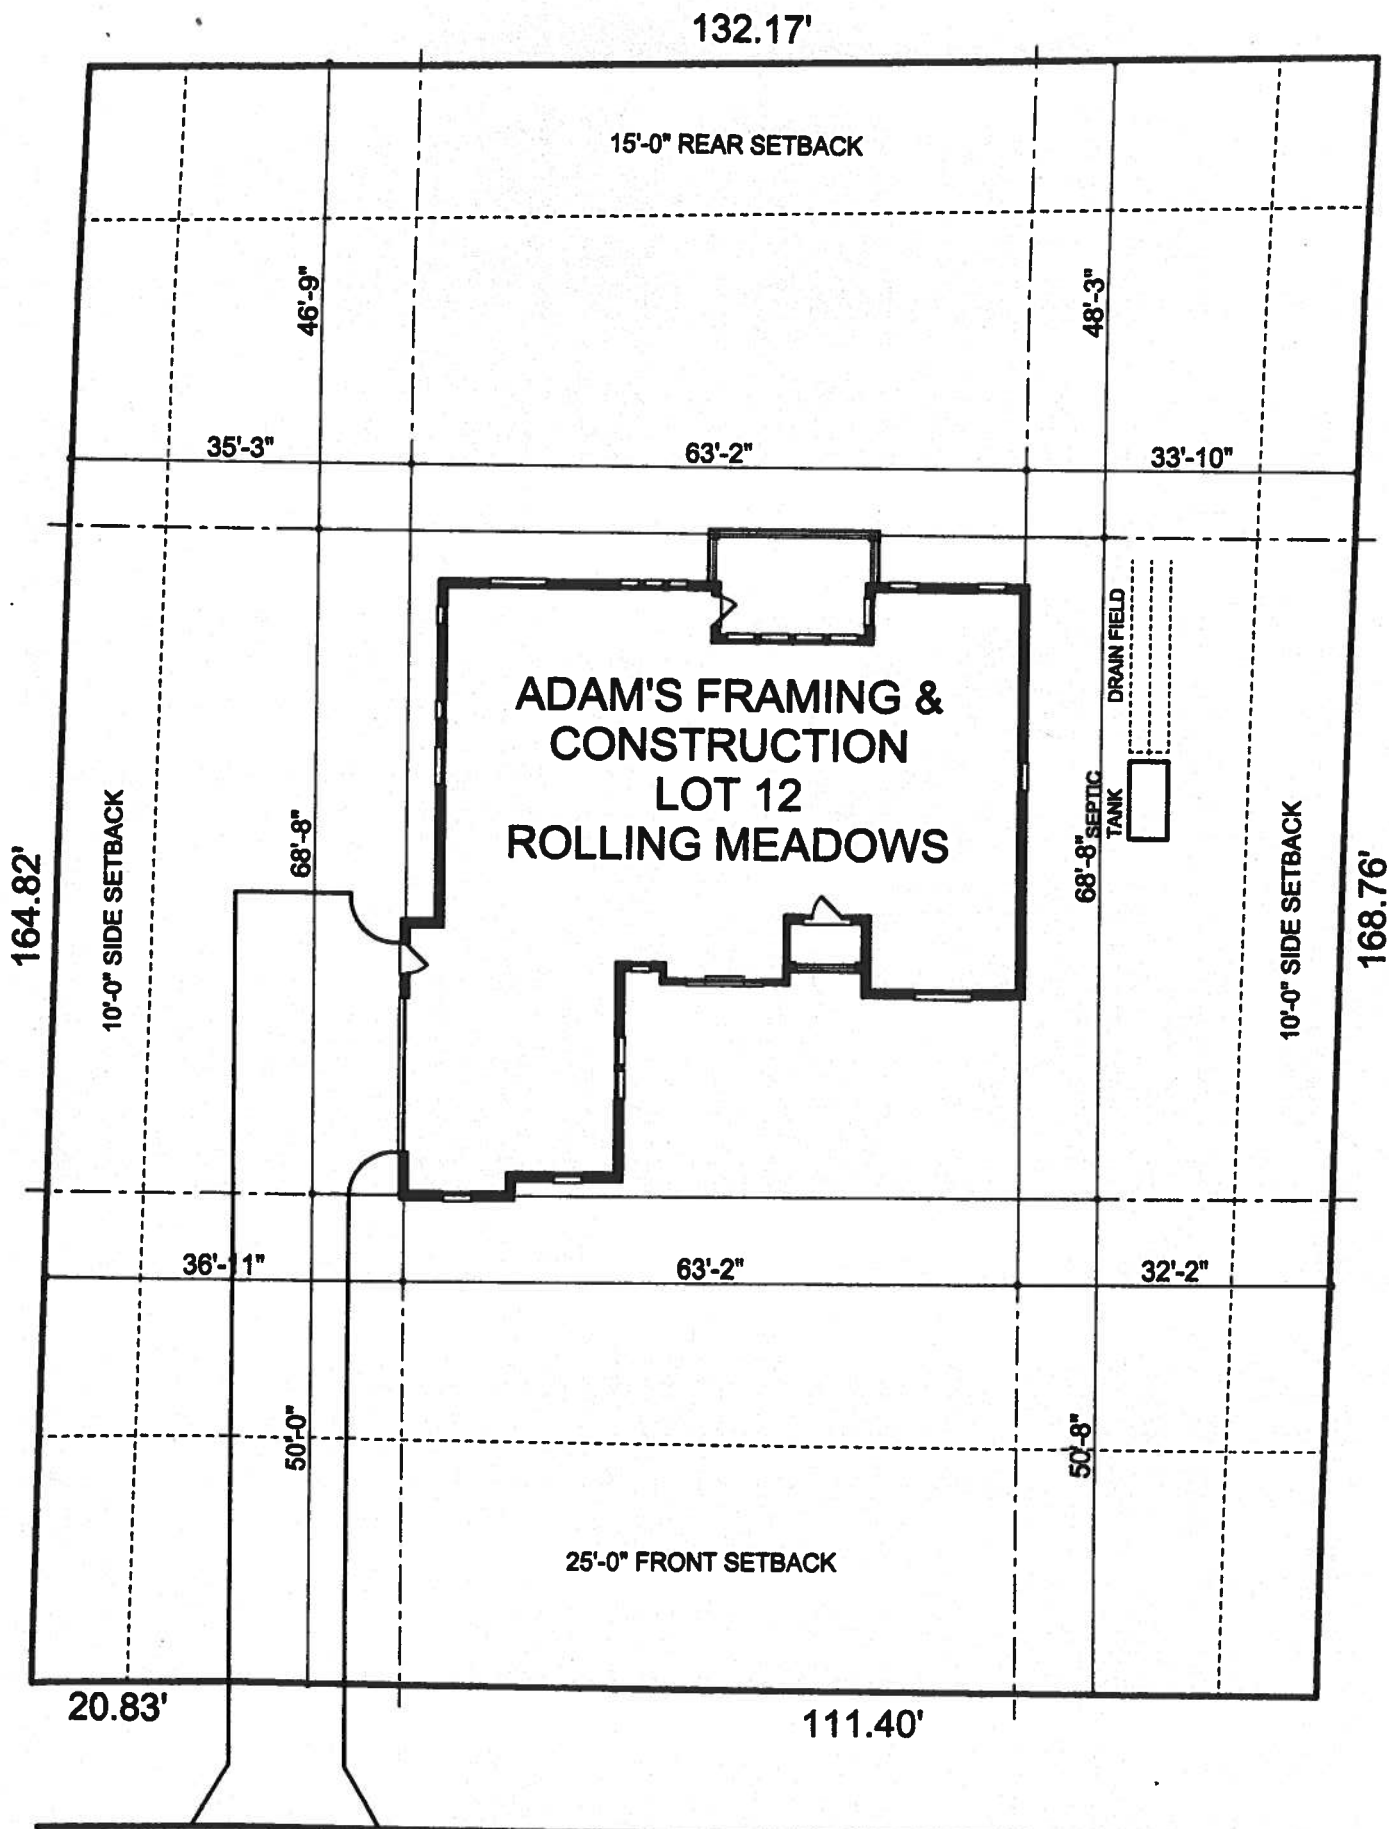 132.17'
15'-0" REAR SETBACK
46'-9"
48'-3"
35'-3"
63'-2"
33'-10"
DRAIN FIELD
ADAM'S FRAMING &
CONSTRUCTION
LOT 12
ROLLING MEADOWS
SEPTIC
TANK
68'-8"
68'-8"
10'-0" SIDE SETBACK
10'-0" SIDE SETBACK
164.82'
168.76'
36'-11"
63'-2"
32'-2"
50'-0"
50'-8"
25'-0" FRONT SETBACK
20.83'
111.40'